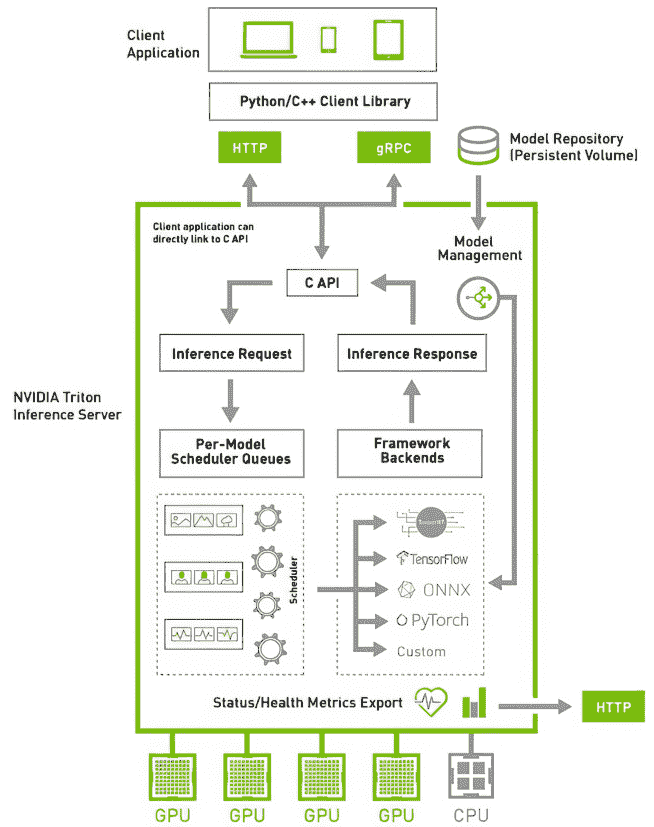 Client
Application
Python/C++ Client Library
HTTP
gRPC
Model Repository
(Persistent Volume)
Client application can
directly link to C API
Model
Management
C API
Inference Request
Inference Response
NVIDIA Triton
Inference Server
Per-Model
Scheduler Queues
Framework
Backends
Scheduler
TensorFlow
ONNX
PyTorch
Custom
Status/Health Metrics Export
HTTP
GPU
GPU
GPU
GPU
CPU